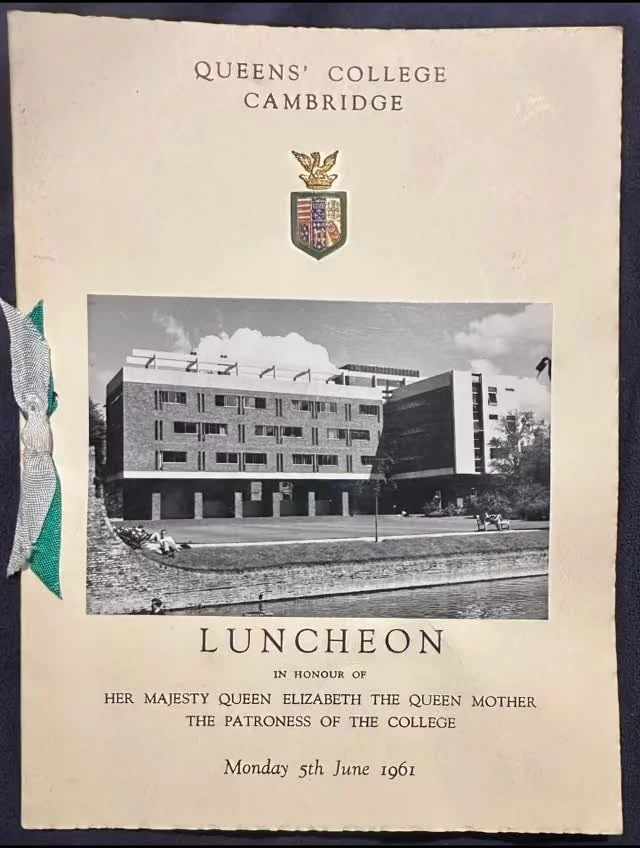 QUEENS' COLLEGE
CAMBRIDGE
LUNCHEON
IN HONOUR OF
HER MAJESTY QUEEN ELIZABETH THE QUEEN MOTHER
THE PATRONESS OF THE COLLEGE
Monday 5th June 1961